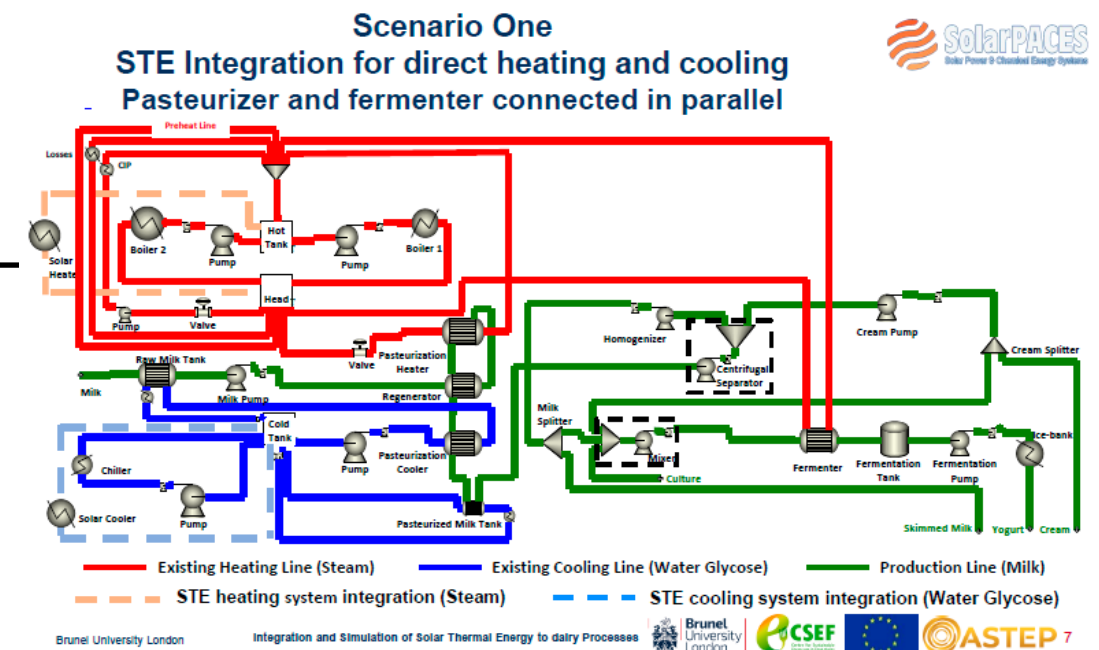 Scenario One
SolarPACES
Solar Power & Chemical Energy Systems
STE Integration for direct heating and cooling
Pasteurizer and fermenter connected in parallel
Preheat Line
Losses
CIP
Hot
Tank
Boiler 2
Boiler 1
Pump
Pump
Solar
Heate
Head
Pump
Valve
Cream Pump
Homogenizer
Cream Splitter
Raw Milk Tank
Valve
Pasteurization
Heater
Centrifugal
Separator
Milk
Milk Pump
Regenerator
Milk
Splitter
Cold
Tank
Pump
Pasteurization
Cooler
Mixer
Ice-bank
Chiller
Fermenter
Fermentation
Tank
Fermentation
Pump
Culture
Solar Cooler
Pump
Pasteurized Milk Tank
Skimmed Milk
Yogurt
Cream
Existing Heating Line (Steam)
Existing Cooling Line (Water Glycose)
Production Line (Milk)
STE heating system integration (Steam)
STE cooling system integration (Water Glycose)
Brunel University London
Integration and Simulation of Solar Thermal Energy to dairy Processes
Brunel
University
London
CSEF
ASTEP
7